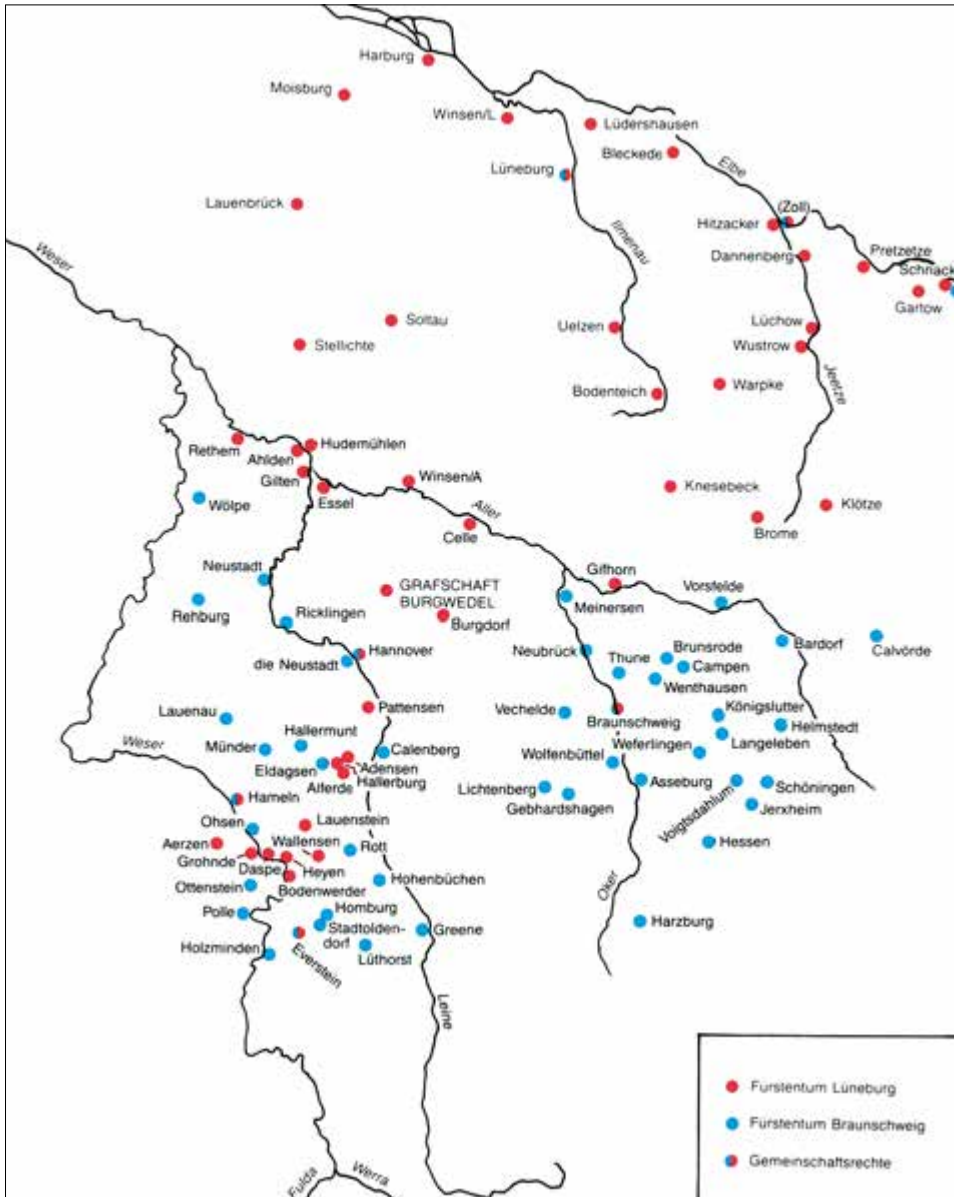 Harburg
Moisburg
Winsen/L
Lüdershausen
Bleckede
Elbe
Lüneburg
Lauenbrück
(Zoll)
Hitzacker
Ilmenau
Dannenberg
Pretzetze
Weser
Schnack
Gartow
Soltau
Uelzen
Lüchow
Stellichte
Wustrow
Jeetze
Warpke
Bodenteich
Rethem
Hudemühlen
Ahlden
Gilten
Winsen/A
Essel
Wölpe
Knesebeck
Klötze
Aller
Brome
Celle
Neustadt
Gifhorn
GRAFSCHAFT
BURGWEDEL
Vorsfelde
Meinersen
Rehburg
Ricklingen
Burgdorf
Hannover
Neubrück
Brunsrode
Bardorf
Calvörde
die Neustadt
Thune
Campen
Wenthausen
Pattensen
Lauenau
Vechelde
Braunschweig
Königslutter
Helmstedt
Hallermunt
Weser
Münder
Calenberg
Weferlingen
Langeleben
Wolfenbüttel
Eldagsen
Adensen
Hallerburg
Alferde
Lichtenberg
Asseburg
Schöningen
Gebhardshagen
Voigtsdahlum
Jerxheim
Hameln
Ohsen
Lauenstein
Aerzen
Wallensen
Rott
Hessen
Grohnde
Daspe
Heyen
Ottenstein
Bodenwerder
Hohenbüchen
Oker
Polle
Homburg
Stadtolden-
dorf
Greene
Harzburg
Holzminden
Everstein
Lüthorst
Leine
Fürstentum Lüneburg
Fürstentum Braunschweig
Gemeinschaftsrechte
Fulda
Werra